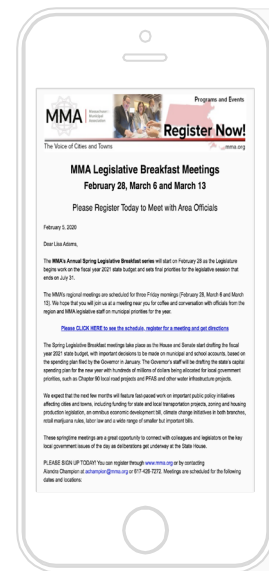 Programs and Events
MMA
Massachusetts
Municipal
Association
Register Now!
The Voice of Cities and Towns
mma.org
MMA Legislative Breakfast Meetings
February 28, March 6 and March 13
Please Register Today to Meet with Area Officials
February 5, 2020
Dear Lisa Adams,
The MMA's Annual Spring Legislative Breakfast series will start on February 28 as the Legislature
begins work on the fiscal year 2021 state budget and sets final priorities for the legislative session that
ends on July 31.
The MMA's regional meetings are scheduled for three Friday mornings (February 28, March 6 and March
13). We hope that you will join us at a meeting near you for coffee and conversation with officials from the
region and MMA legislative staff on municipal priorities for the year.
Please CLICK HERE to see the schedule, register for a meeting and get directions
The Spring Legislative Breakfast meetings take place as the House and Senate start drafting the fiscal
year 2021 state budget, with important decisions to be made on municipal and school accounts, based on
the spending plan filed by the Governor in January. The Governor's staff will be drafting the state's capital
spending plan for the new year with hundreds of millions of dollars being allocated for local government
priorities, such as Chapter 90 local road projects and PFAS and other water infrastructure projects.
We expect that the next few months will feature fast-paced work on important public policy initiatives
affecting cities and towns, including funding for state and local transportation projects, zoning and housing
production legislation, an omnibus economic development bill, climate change initiatives in both branches,
retail marijuana rules, labor law and a wide range of smaller but important bills.
These springtime meetings are a great opportunity to connect with colleagues and legislators on the key
local government issues of the day as deliberations get underway at the State House.
PLEASE SIGN UP TODAY! You can register through www.mma.org or by contacting
Alandra Champion at achampion@mma.org or 617-426-7272. Meetings are scheduled for the following
dates and locations: